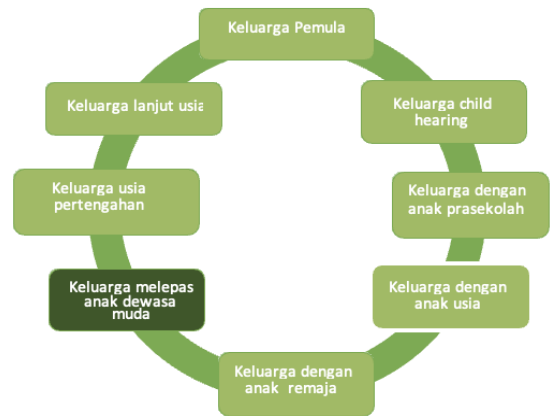 Keluarga Pemula
Keluarga child
hearing
Keluarga dengan
anak prasekolah
Keluarga dengan
anak usia
Keluarga dengan
anak remaja
Keluarga melepas
anak dewasa
muda
Keluarga usia
pertengahan
Keluarga lanjut usia